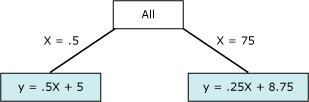 All
X = .5
X = 75
y = .5X + 5
y = .25X + 8.75